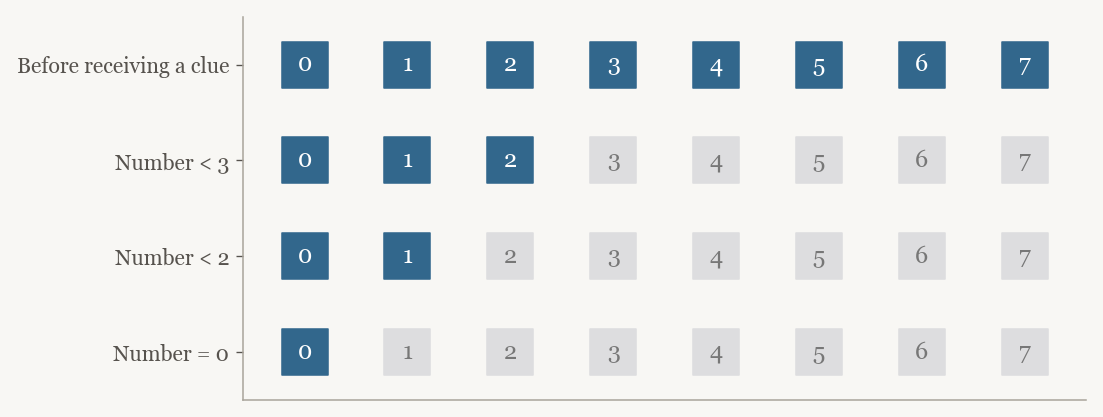 Before receiving a clue 0 1 2 3 4 5 6 7
Number < 3 0 1 2 3 4 5 6 7
Number < 2 0 1 2 3 4 5 6 7
Number = 0 0 1 2 3 4 5 6 7